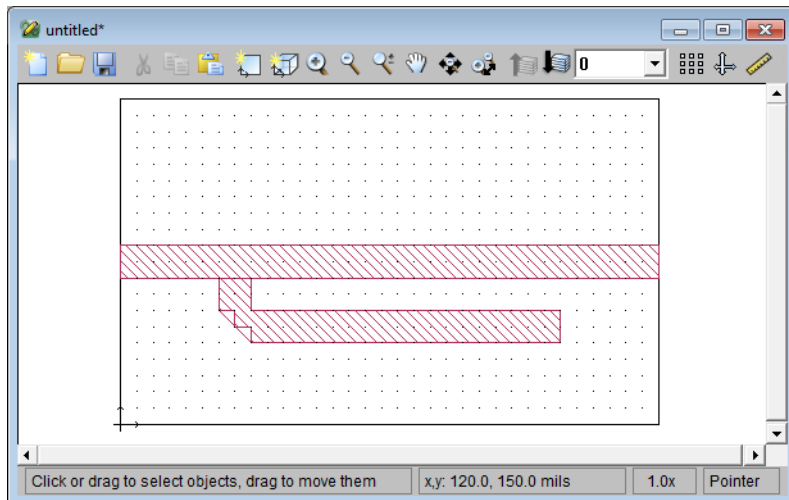 untitled*
0
Click or drag to select objects, drag to move them
x,y: 120.0, 150.0 mils
1.0x
Pointer